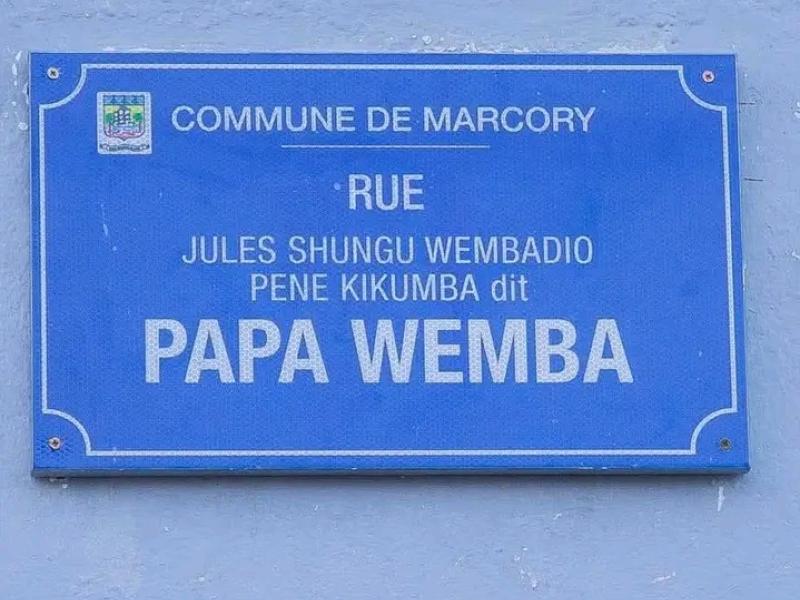 COMMUNE DE MARCORY
RUE
JULES SHUNGU WEMBADIO
PENE KIKUMBA dit
PAPA WEMBA